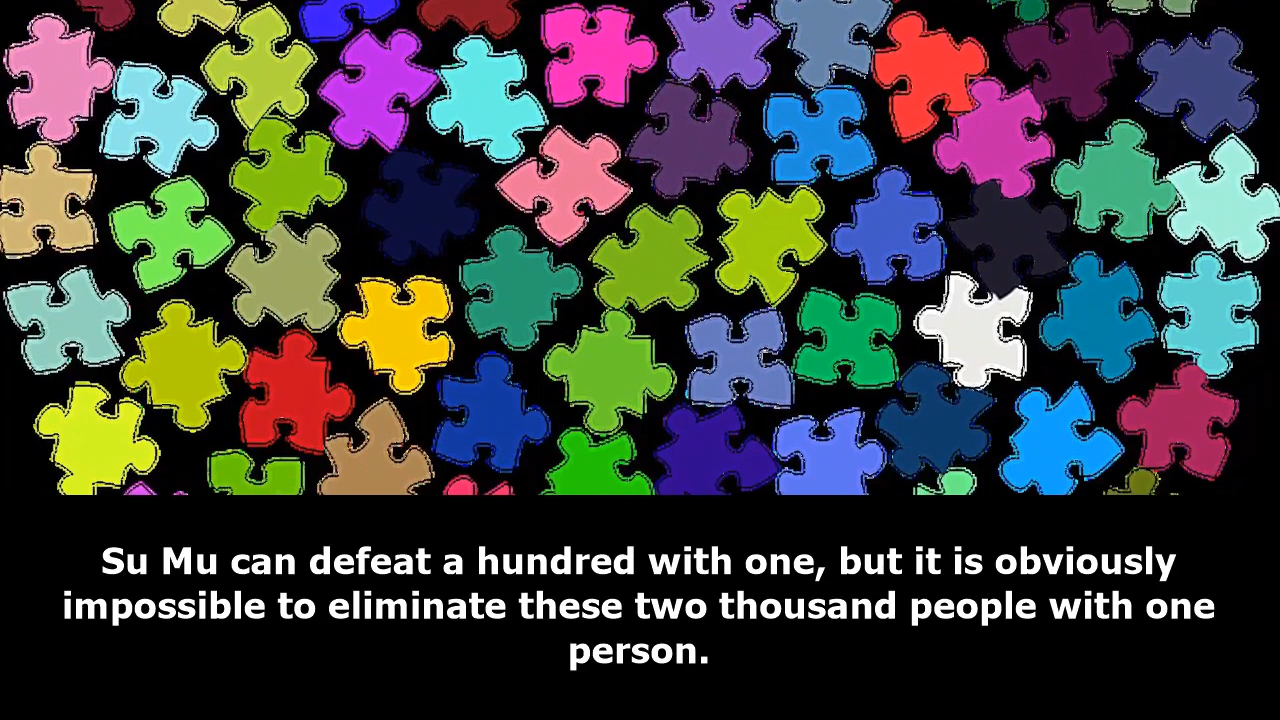 Su Mu can defeat a hundred with one, but it is obviously
impossible to eliminate these two thousand people with one
person.